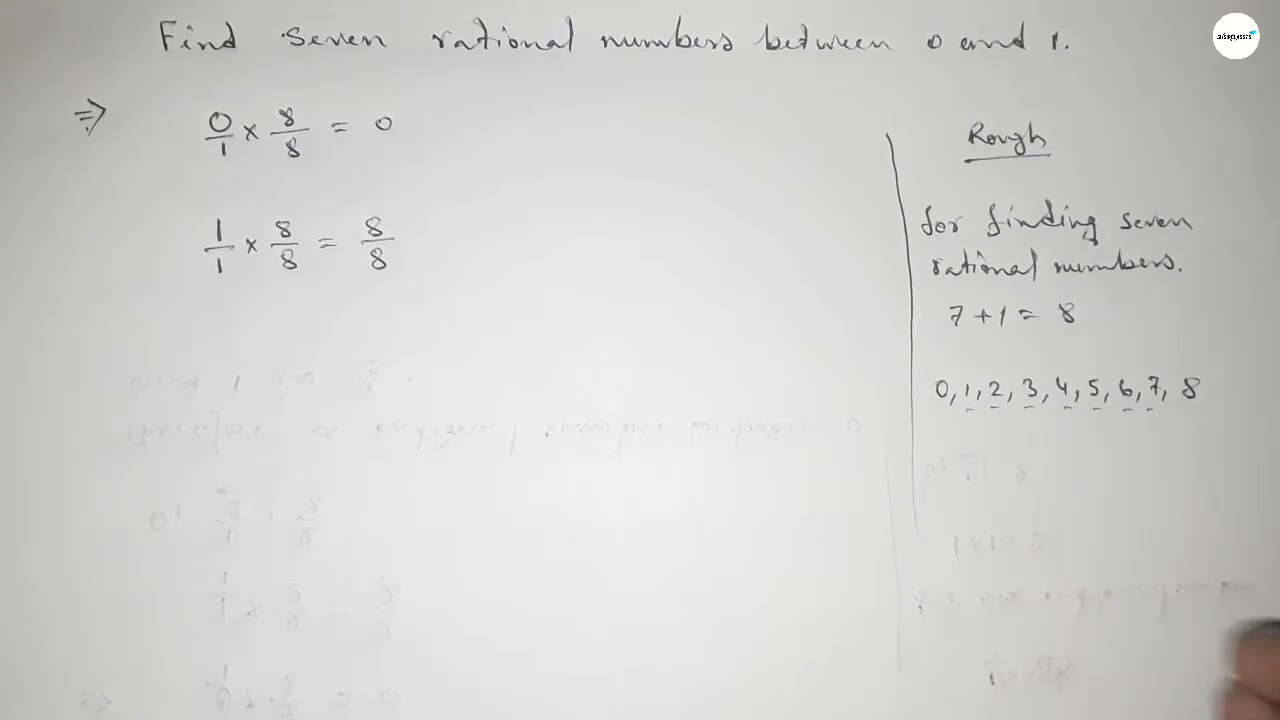 Find seven rational numbers between 0 and 1.
⇒ 0/1 × 8/8 = 0
1/1 × 8/8 = 8/8
Rough
for finding seven
rational numbers.
7+1 = 8
0, 1, 2, 3, 4, 5, 6, 7, 8